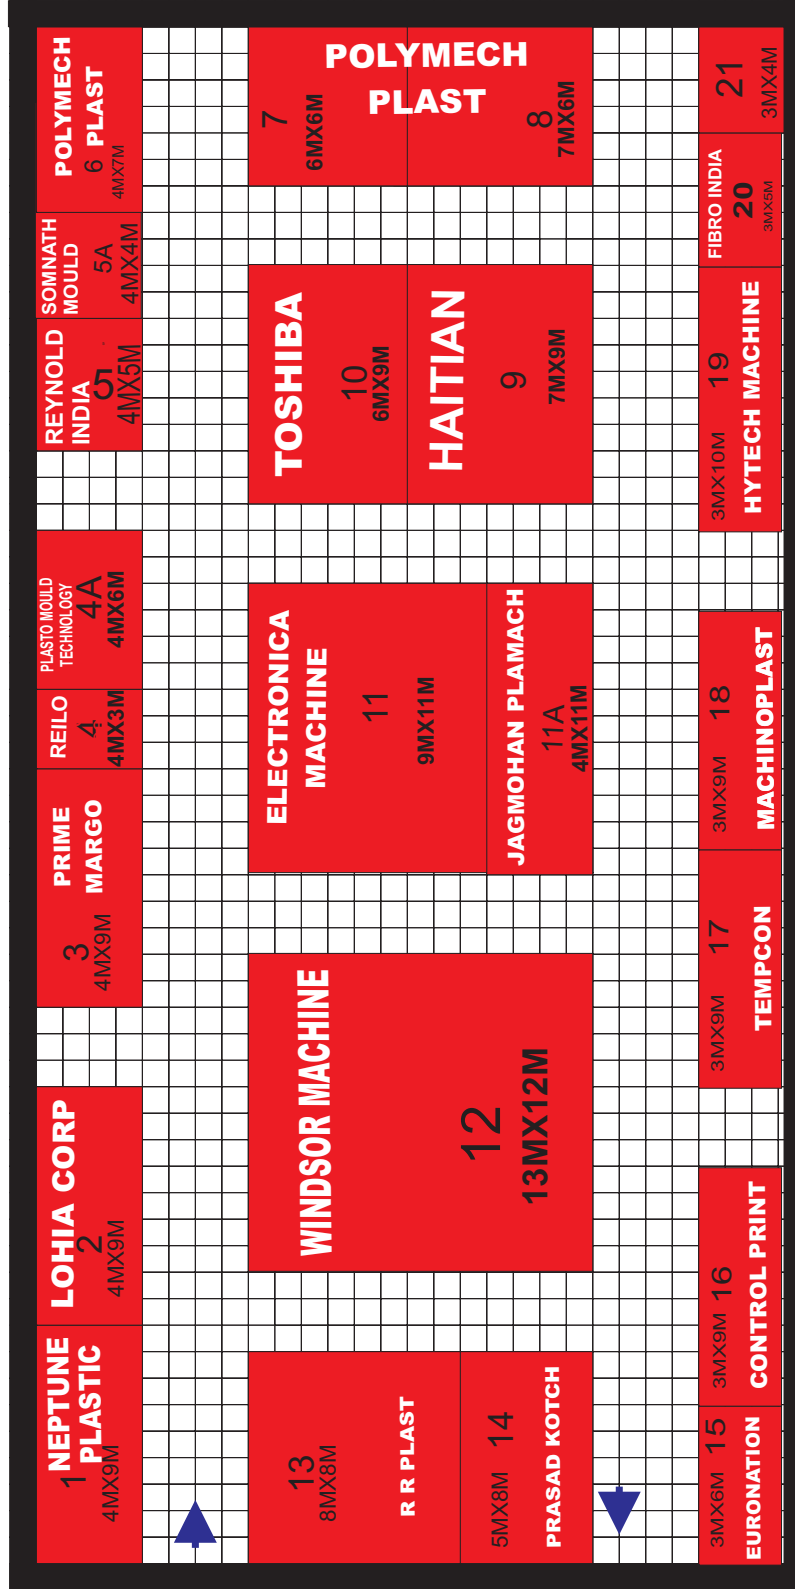 POLYMECH
PLAST
6
4MX7M
SOMNATH
MOULD
5A
4MX4M
REYNOLD
INDIA
5
4MX5M
PLASTO MOULD
TECHNOLOGY
4A
4MX6M
REILO
4
4MX3M
PRIME
MARGO
3
4MX9M
LOHIA CORP
2
4MX9M
NEPTUNE
PLASTIC
1
4MX9M
POLYMECH
PLAST
7
6MX6M
8
7MX6M
TOSHIBA
10
6MX9M
HAITIAN
9
7MX9M
ELECTRONICA
MACHINE
11
9MX11M
JAGMOHAN PLAMACH
11A
4MX11M
WINDSOR MACHINE
12
13MX12M
13
8MX8M
R R PLAST
5MX8M 14
PRASAD KOTCH
21
3MX4M
FIBRO INDIA
20
3MX5M
3MX10M 19
HYTECH MACHINE
3MX9M 18
MACHINOPLAST
3MX9M 17
TEMPCON
3MX9M 16
CONTROL PRINT
3MX6M 15
EURONATION